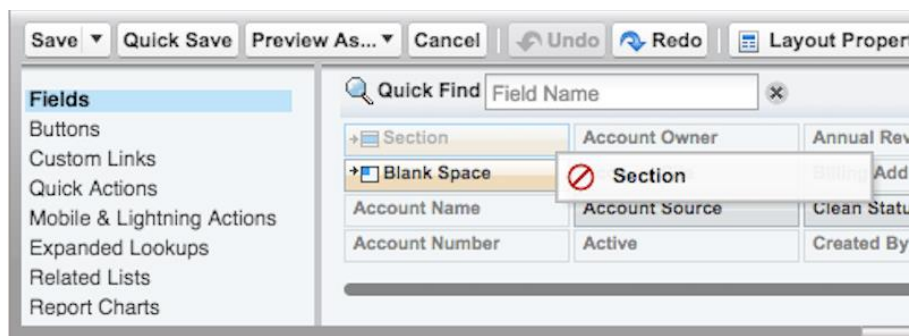 Save Quick Save Preview As... Cancel Undo Redo Layout Propert
Fields
Buttons
Custom Links
Quick Actions
Mobile & Lightning Actions
Expanded Lookups
Related Lists
Report Charts
Quick Find Field Name
Section Account Owner Annual Rev
Blank Space Section Add
Account Name Account Source Clean Statu
Account Number Active Created By